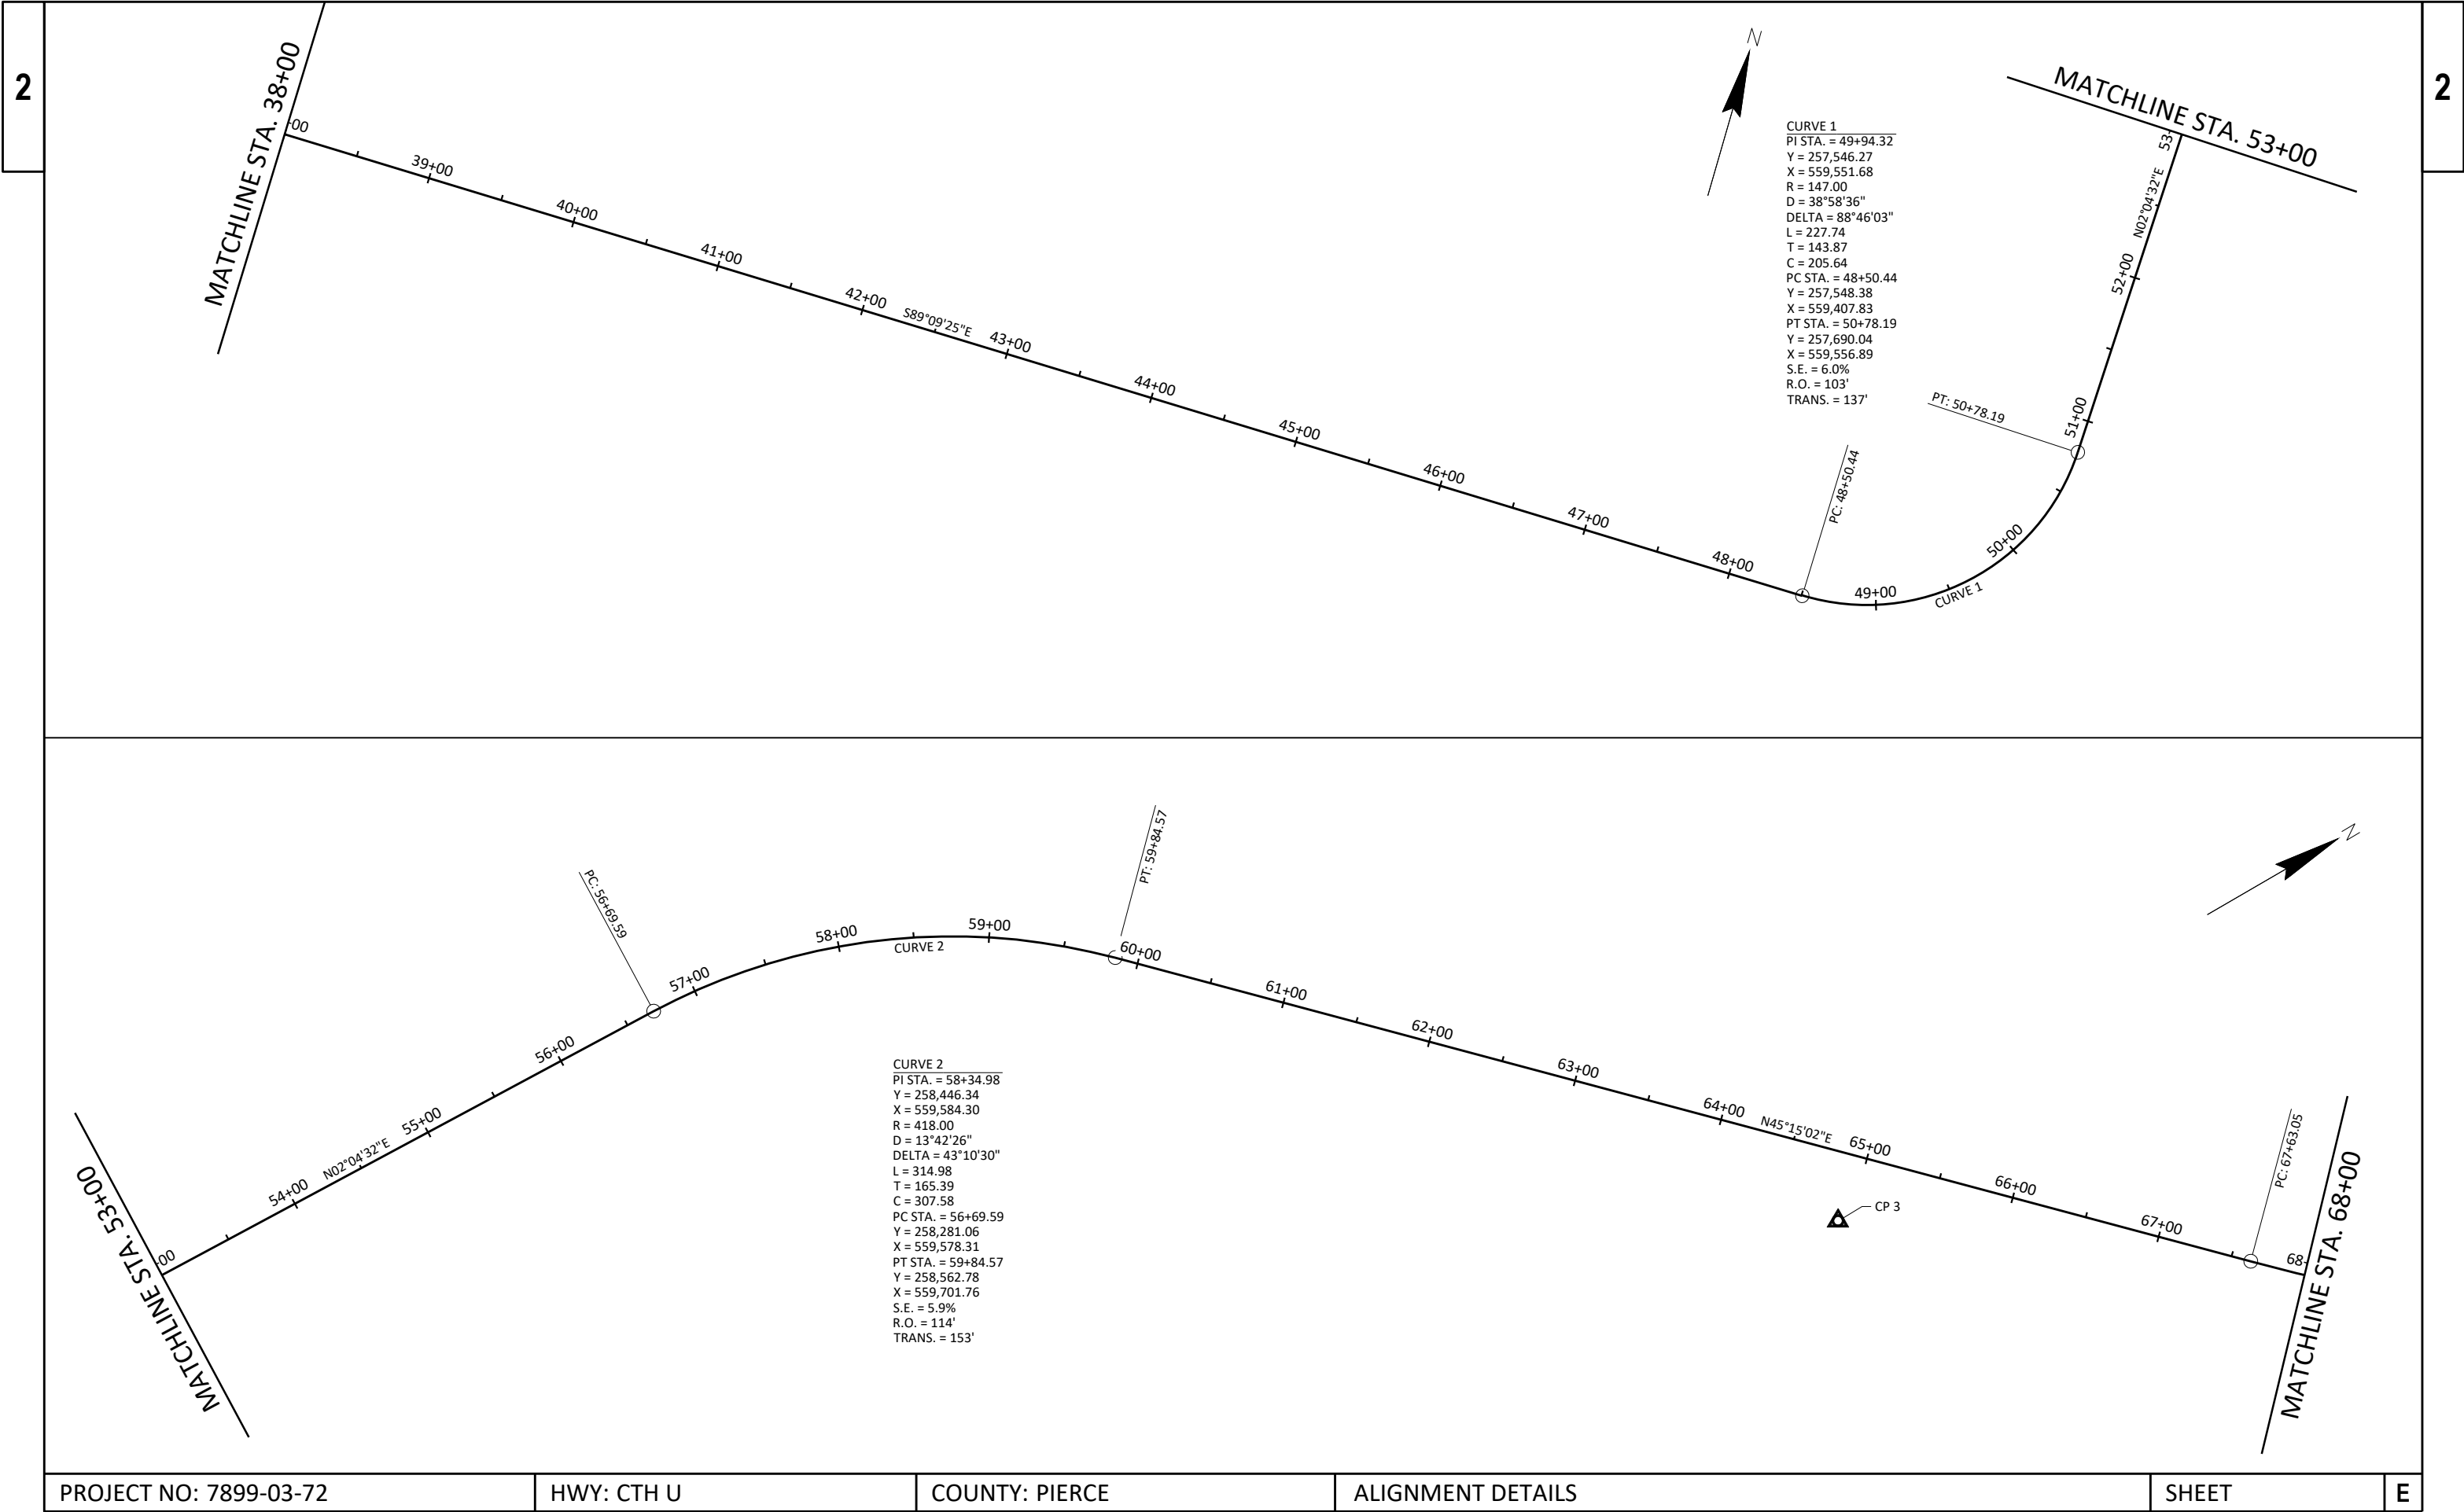 2
2
MATCHLINE STA. 38+00
-00
39+00
40+00
41+00
42+00
S89°09'25"E
43+00
44+00
45+00
46+00
47+00
48+00
PC: 48+50.44
49+00
CURVE 1
50+00
PT: 50+78.19
51+00
52+00
N02°04'32"E
53-
MATCHLINE STA. 53+00
N
CURVE 1
PI STA. = 49+94.32
Y = 257,546.27
X = 559,551.68
R = 147.00
D = 38°58'36"
DELTA = 88°46'03"
L = 227.74
T = 143.87
C = 205.64
PC STA. = 48+50.44
Y = 257,548.38
X = 559,407.83
PT STA. = 50+78.19
Y = 257,690.04
X = 559,556.89
S.E. = 6.0%
R.O. = 103'
TRANS. = 137'
MATCHLINE STA. 53+00
-00
54+00
N02°04'32"E
55+00
56+00
PC: 56+69.59
57+00
58+00
CURVE 2
59+00
PT: 59+84.57
60+00
61+00
62+00
63+00
64+00
N45°15'02"E
65+00
66+00
67+00
PC: 67+63.05
68-
MATCHLINE STA. 68+00
CP 3
N
CURVE 2
PI STA. = 58+34.98
Y = 258,446.34
X = 559,584.30
R = 418.00
D = 13°42'26"
DELTA = 43°10'30"
L = 314.98
T = 165.39
C = 307.58
PC STA. = 56+69.59
Y = 258,281.06
X = 559,578.31
PT STA. = 59+84.57
Y = 258,562.78
X = 559,701.76
S.E. = 5.9%
R.O. = 114'
TRANS. = 153'
PROJECT NO: 7899-03-72
HWY: CTH U
COUNTY: PIERCE
ALIGNMENT DETAILS
SHEET
E